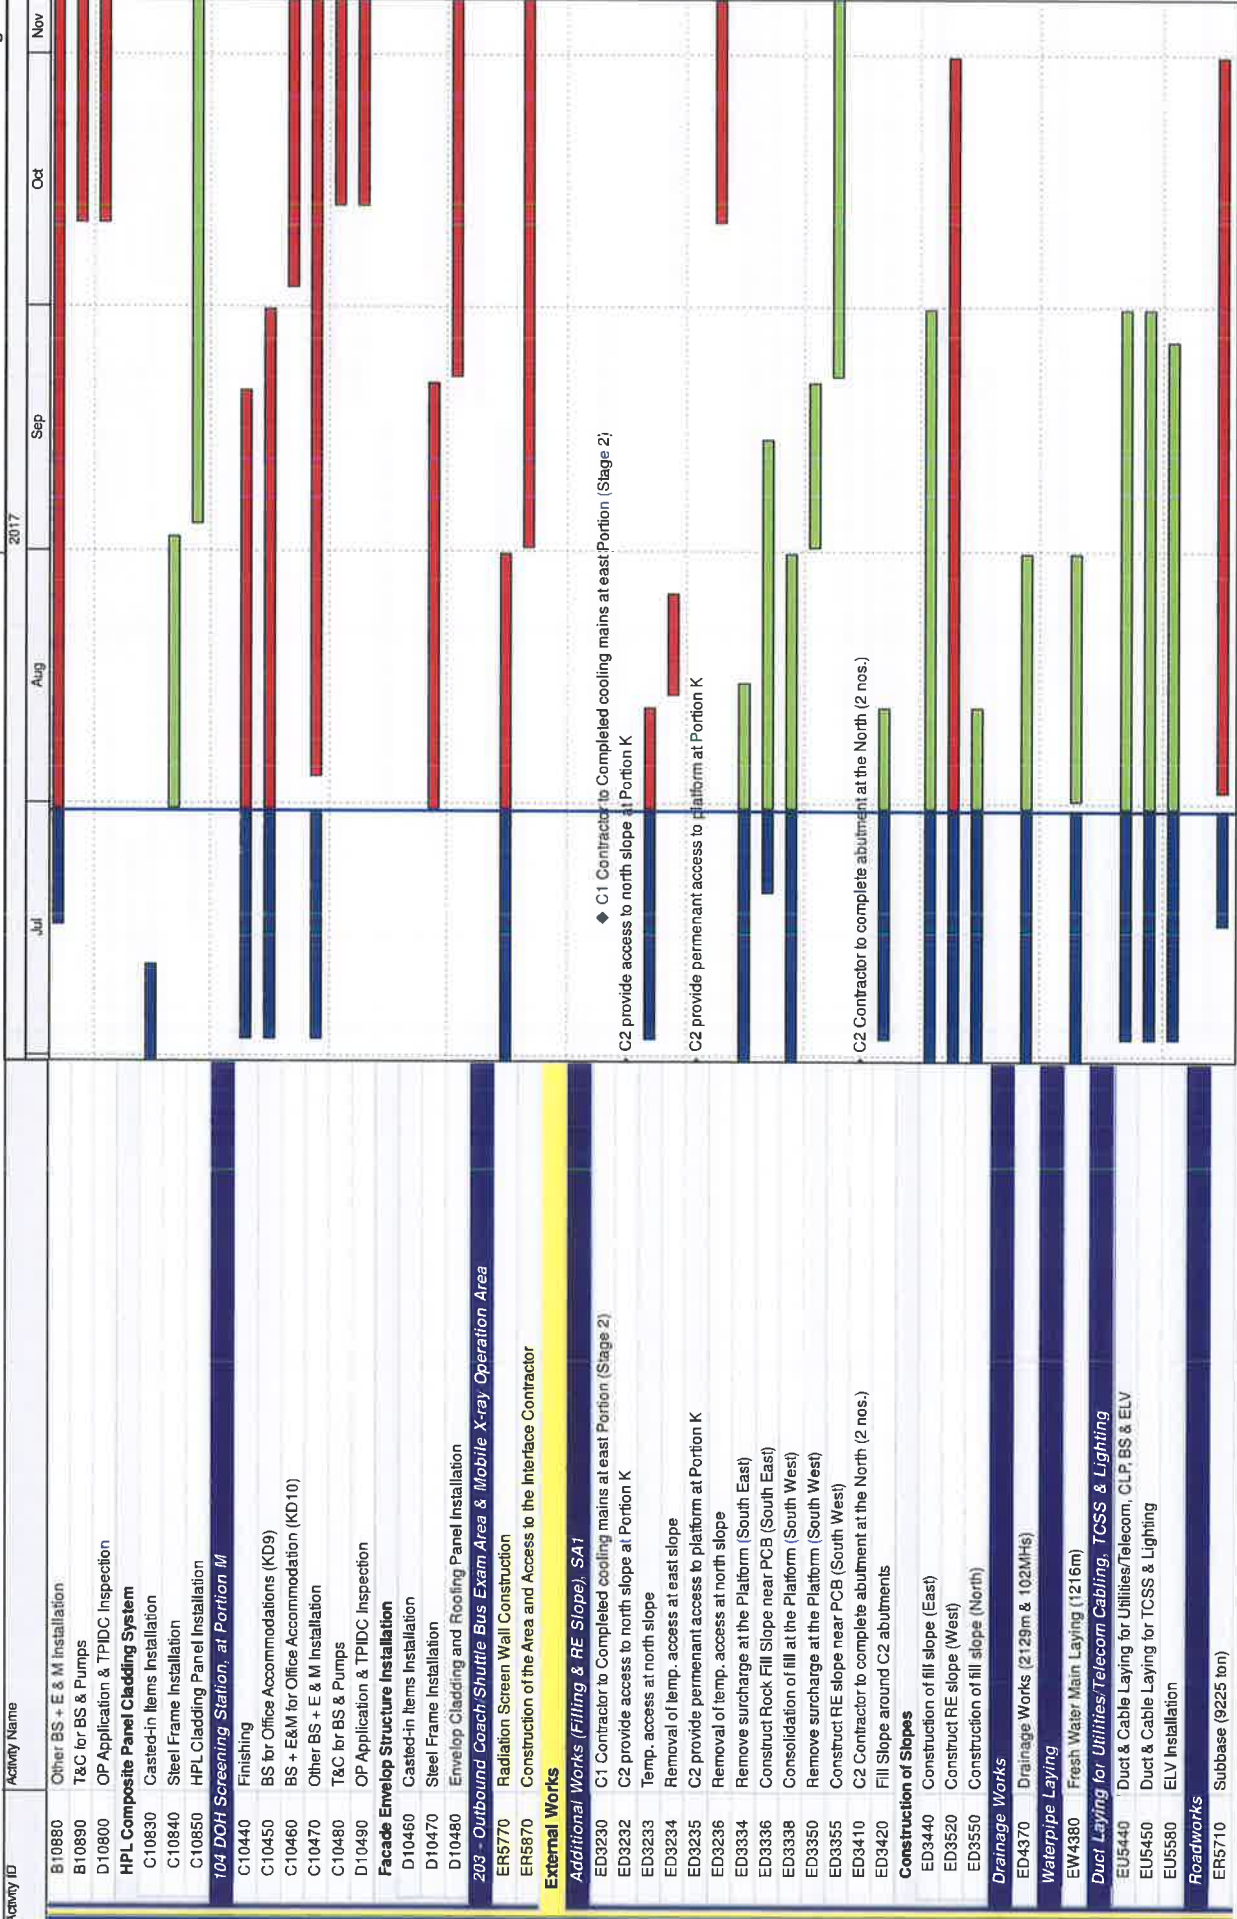 Activity ID Activity Name 2017
Jul Aug Sep Oct Nov
B10880 Other BS + E & M Installation
B10890 T&C for BS & Pumps
D10800 OP Application & TPIDC Inspection
HPL Composite Panel Cladding System
C10830 Casted-in Items Installation
C10840 Steel Frame Installation
C10850 HPL Cladding Panel Installation
104 DOH Screening Station, at Portion M
C10440 Finishing
C10450 BS for Office Accommodations (KD9)
C10460 BS + E&M for Office Accommodation (KD10)
C10470 Other BS + E & M Installation
C10480 T&C for BS & Pumps
D10490 OP Application & TPIDC Inspection
Facade Envelop Structure Installation
D10460 Casted-in Items Installation
D10470 Steel Frame Installation
D10480 Envelop Cladding and Roofing Panel Installation
203 - Outbound Coach/Shuttle Bus Exam Area & Mobile X-ray Operation Area
ER5770 Radiation Screen Wall Construction
ER5870 Construction of the Area and Access to the Interface Contractor
External Works
Additional Works (Filling & RE Slope), SA1
ED3230 C1 Contractor to Completed cooling mains at east Portion (Stage 2) C1 Contractor to Completed cooling mains at east Portion (Stage 2)
ED3232 C2 provide access to north slope at Portion K C2 provide access to north slope at Portion K
ED3233 Temp. access at north slope
ED3234 Removal of temp. access at east slope
ED3235 C2 provide permenant access to platform at Portion K C2 provide permenant access to platform at Portion K
ED3236 Removal of temp. access at north slope
ED3334 Remove surcharge at the Platform (South East)
ED3336 Construct Rock Fill Slope near PCB (South East)
ED3338 Consolidation of fill at the Platform (South West)
ED3350 Remove surcharge at the Platform (South West)
ED3355 Construct RE slope near PCB (South West)
ED3410 C2 Contractor to complete abutment at the North (2 nos.) C2 Contractor to complete abutment at the North (2 nos.)
ED3420 Fill Slope around C2 abutments
Construction of Slopes
ED3440 Construction of fill slope (East)
ED3520 Construct RE slope (West)
ED3550 Construction of fill slope (North)
Drainage Works
ED4370 Drainage Works (2129m & 102MHs)
Waterpipe Laying
EW4380 Fresh Water Main Laying (1216m)
Duct Laying for Utilities/Telecom Cabling, TCSS & Lighting
EU5440 Duct & Cable Laying for Utilities/Telecom, CLP, BS & ELV
EU5450 Duct & Cable Laying for TCSS & Lighting
EU5580 ELV Installation
Roadworks
ER5710 Subbase (9225 ton)